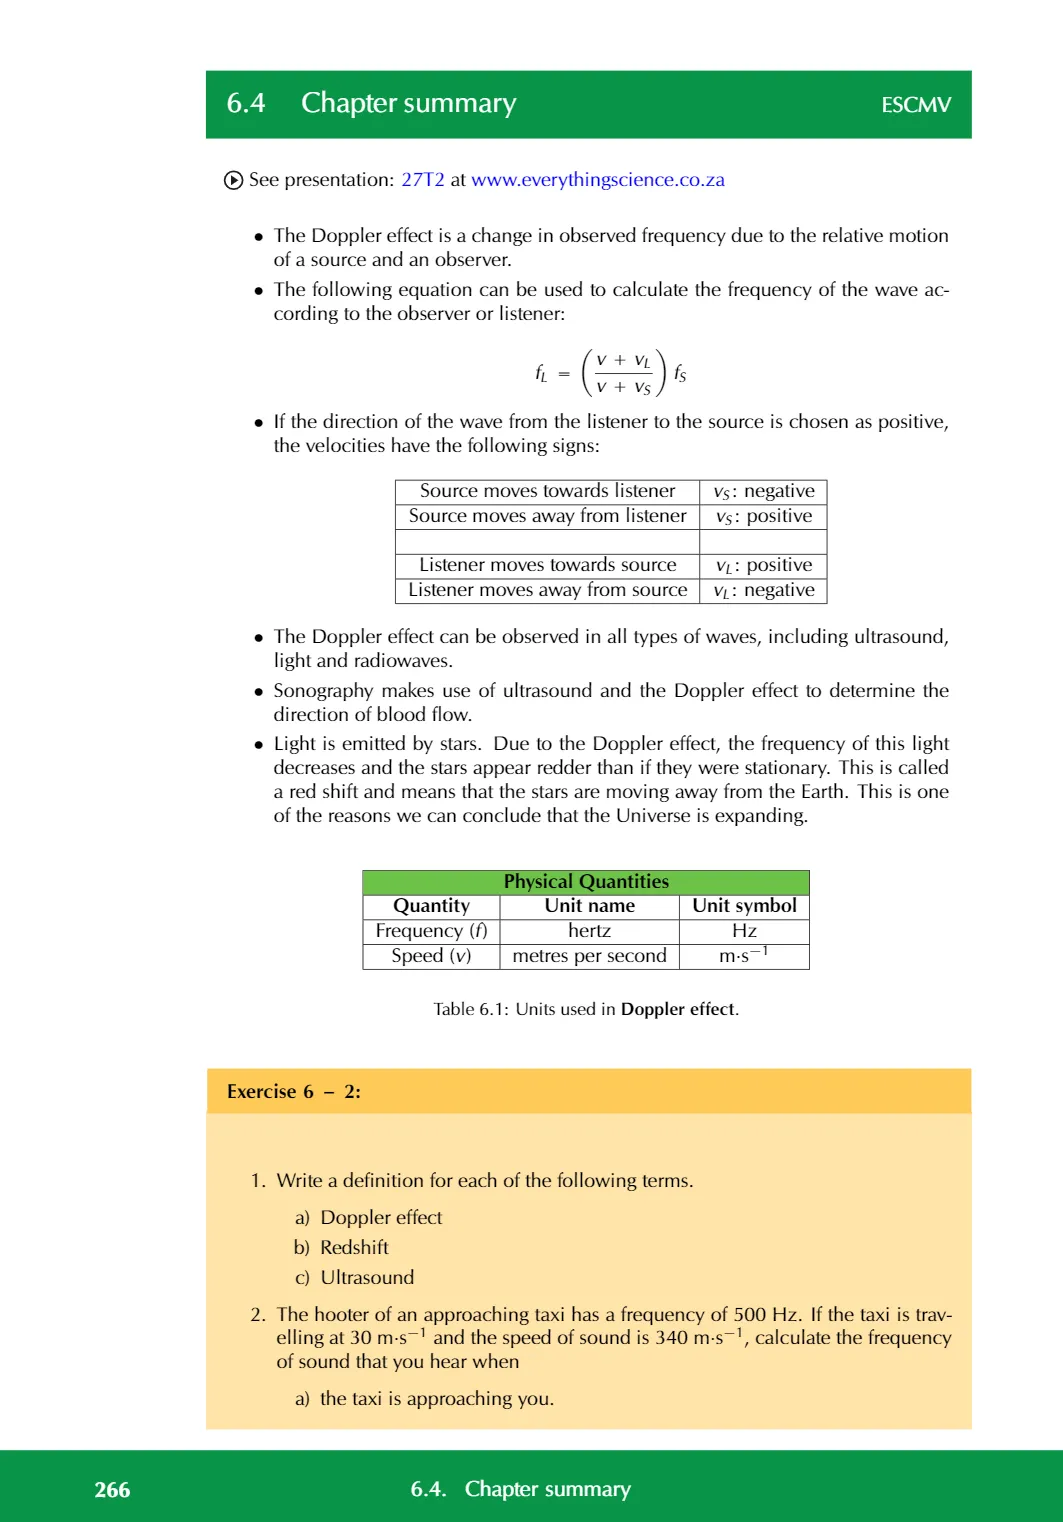 6.4 Chapter summary ESCMV
See presentation: 27T2 at www.everythingscience.co.za
• The Doppler effect is a change in observed frequency due to the relative motion
of a source and an observer.
• The following equation can be used to calculate the frequency of the wave ac-
cording to the observer or listener:
f_L = ( (v + v_L) / (v + v_S) ) f_S
• If the direction of the wave from the listener to the source is chosen as positive,
the velocities have the following signs:
Source moves towards listener v_S: negative
Source moves away from listener v_S: positive
Listener moves towards source v_L: positive
Listener moves away from source v_L: negative
• The Doppler effect can be observed in all types of waves, including ultrasound,
light and radiowaves.
• Sonography makes use of ultrasound and the Doppler effect to determine the
direction of blood flow.
• Light is emitted by stars. Due to the Doppler effect, the frequency of this light
decreases and the stars appear redder than if they were stationary. This is called
a red shift and means that the stars are moving away from the Earth. This is one
of the reasons we can conclude that the Universe is expanding.
Physical Quantities
Quantity Unit name Unit symbol
Frequency (f) hertz Hz
Speed (v) metres per second m·s⁻¹
Table 6.1: Units used in Doppler effect.
Exercise 6 – 2:
1. Write a definition for each of the following terms.
a) Doppler effect
b) Redshift
c) Ultrasound
2. The hooter of an approaching taxi has a frequency of 500 Hz. If the taxi is trav-
elling at 30 m·s⁻¹ and the speed of sound is 340 m·s⁻¹, calculate the frequency
of sound that you hear when
a) the taxi is approaching you.
266 6.4. Chapter summary